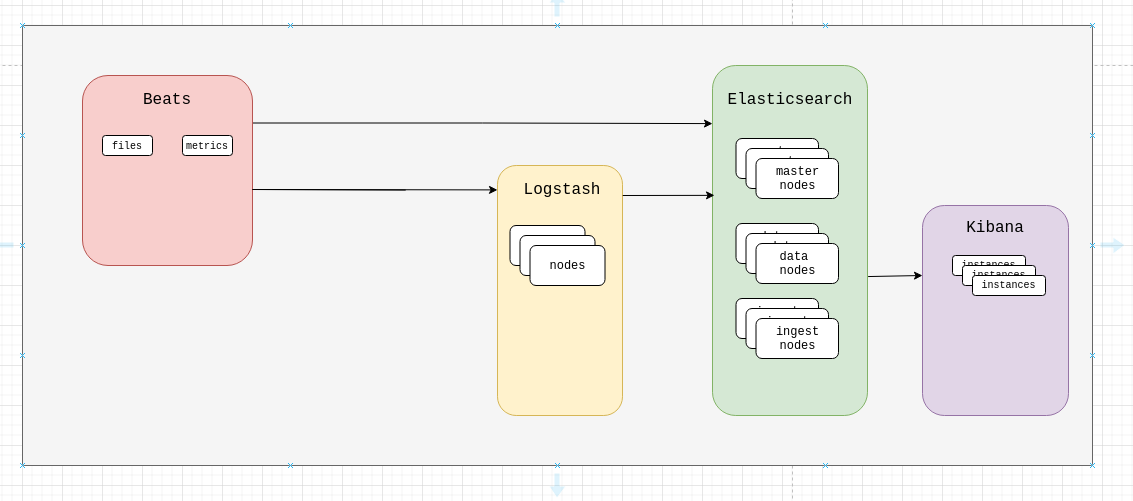 Beats
files
metrics
Logstash
nodes
Elasticsearch
master
nodes
data
nodes
ingest
nodes
Kibana
instances
instances
instances